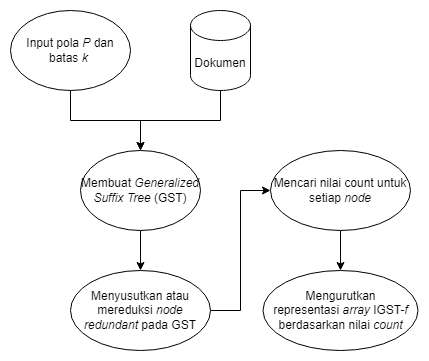 Input pola P dan
batas k
Dokumen
Membuat Generalized
Suffix Tree (GST)
Mencari nilai count untuk
setiap node
Menyusutkan atau
mereduksi node
redundant pada GST
Mengurutkan
representasi array IGST-f
berdasarkan nilai count